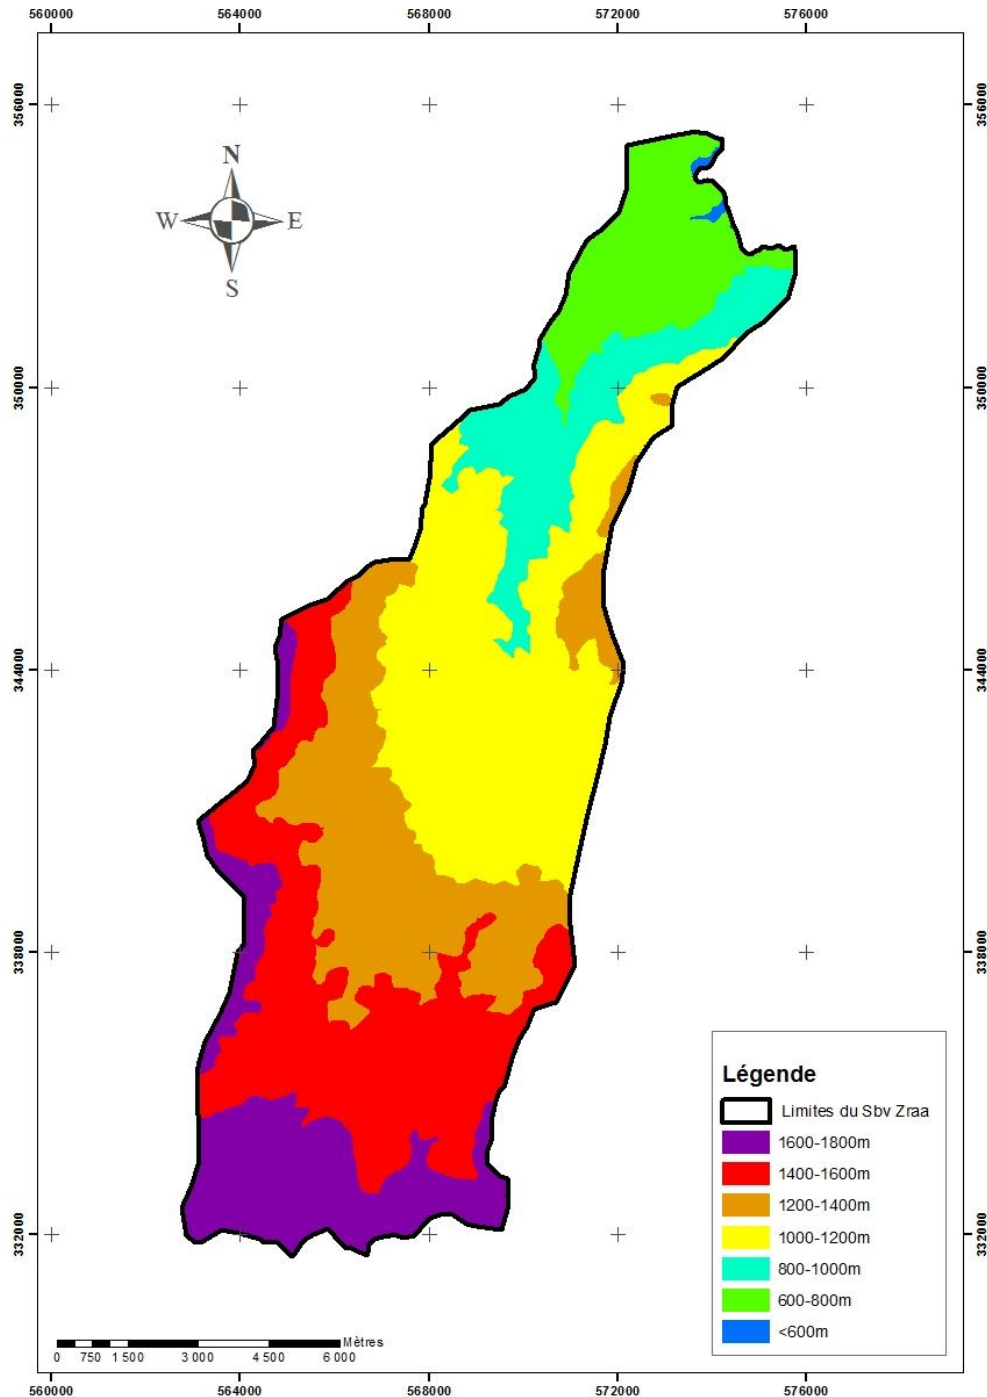 560000 564000 568000 572000 576000
356000 356000
N
W E
S
350000 350000
344000 344000
338000 338000
Légende
Limites du Sbv Zraa
1600-1800m
1400-1600m
1200-1400m
1000-1200m
800-1000m
600-800m
<600m
332000 332000
Mètres
0 750 1 500 3 000 4 500 6 000
560000 564000 568000 572000 576000